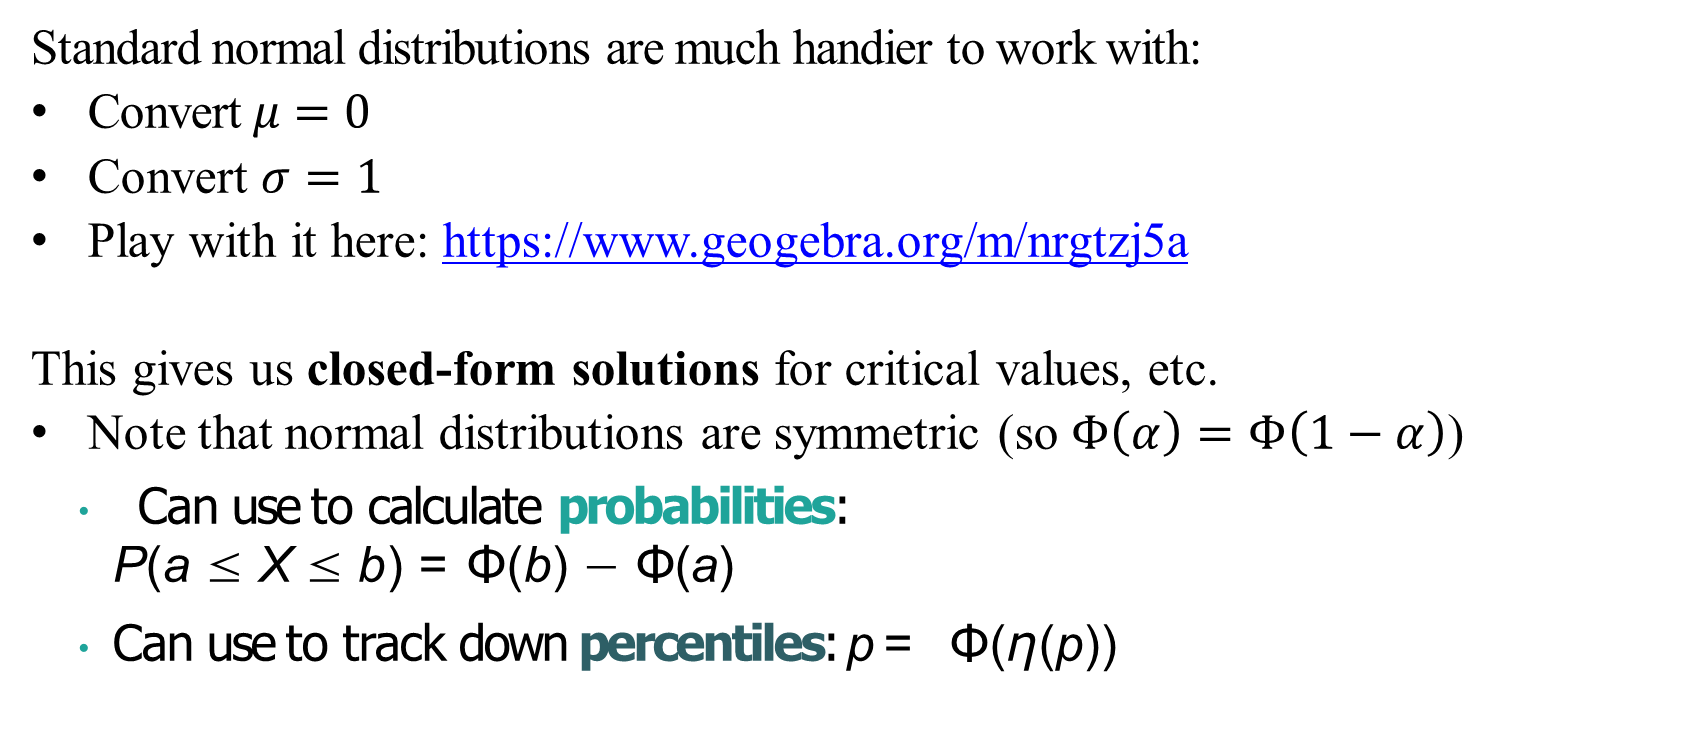 Standard normal distributions are much handier to work with:
• Convert μ = 0
• Convert σ = 1
• Play with it here: https://www.geogebra.org/m/nrgtzj5a
This gives us closed-form solutions for critical values, etc.
• Note that normal distributions are symmetric (so Φ(α) = Φ(1 − α))
• Can use to calculate probabilities:
P(a ≤ X ≤ b) = Φ(b) − Φ(a)
• Can use to track down percentiles: p = Φ(η(p))